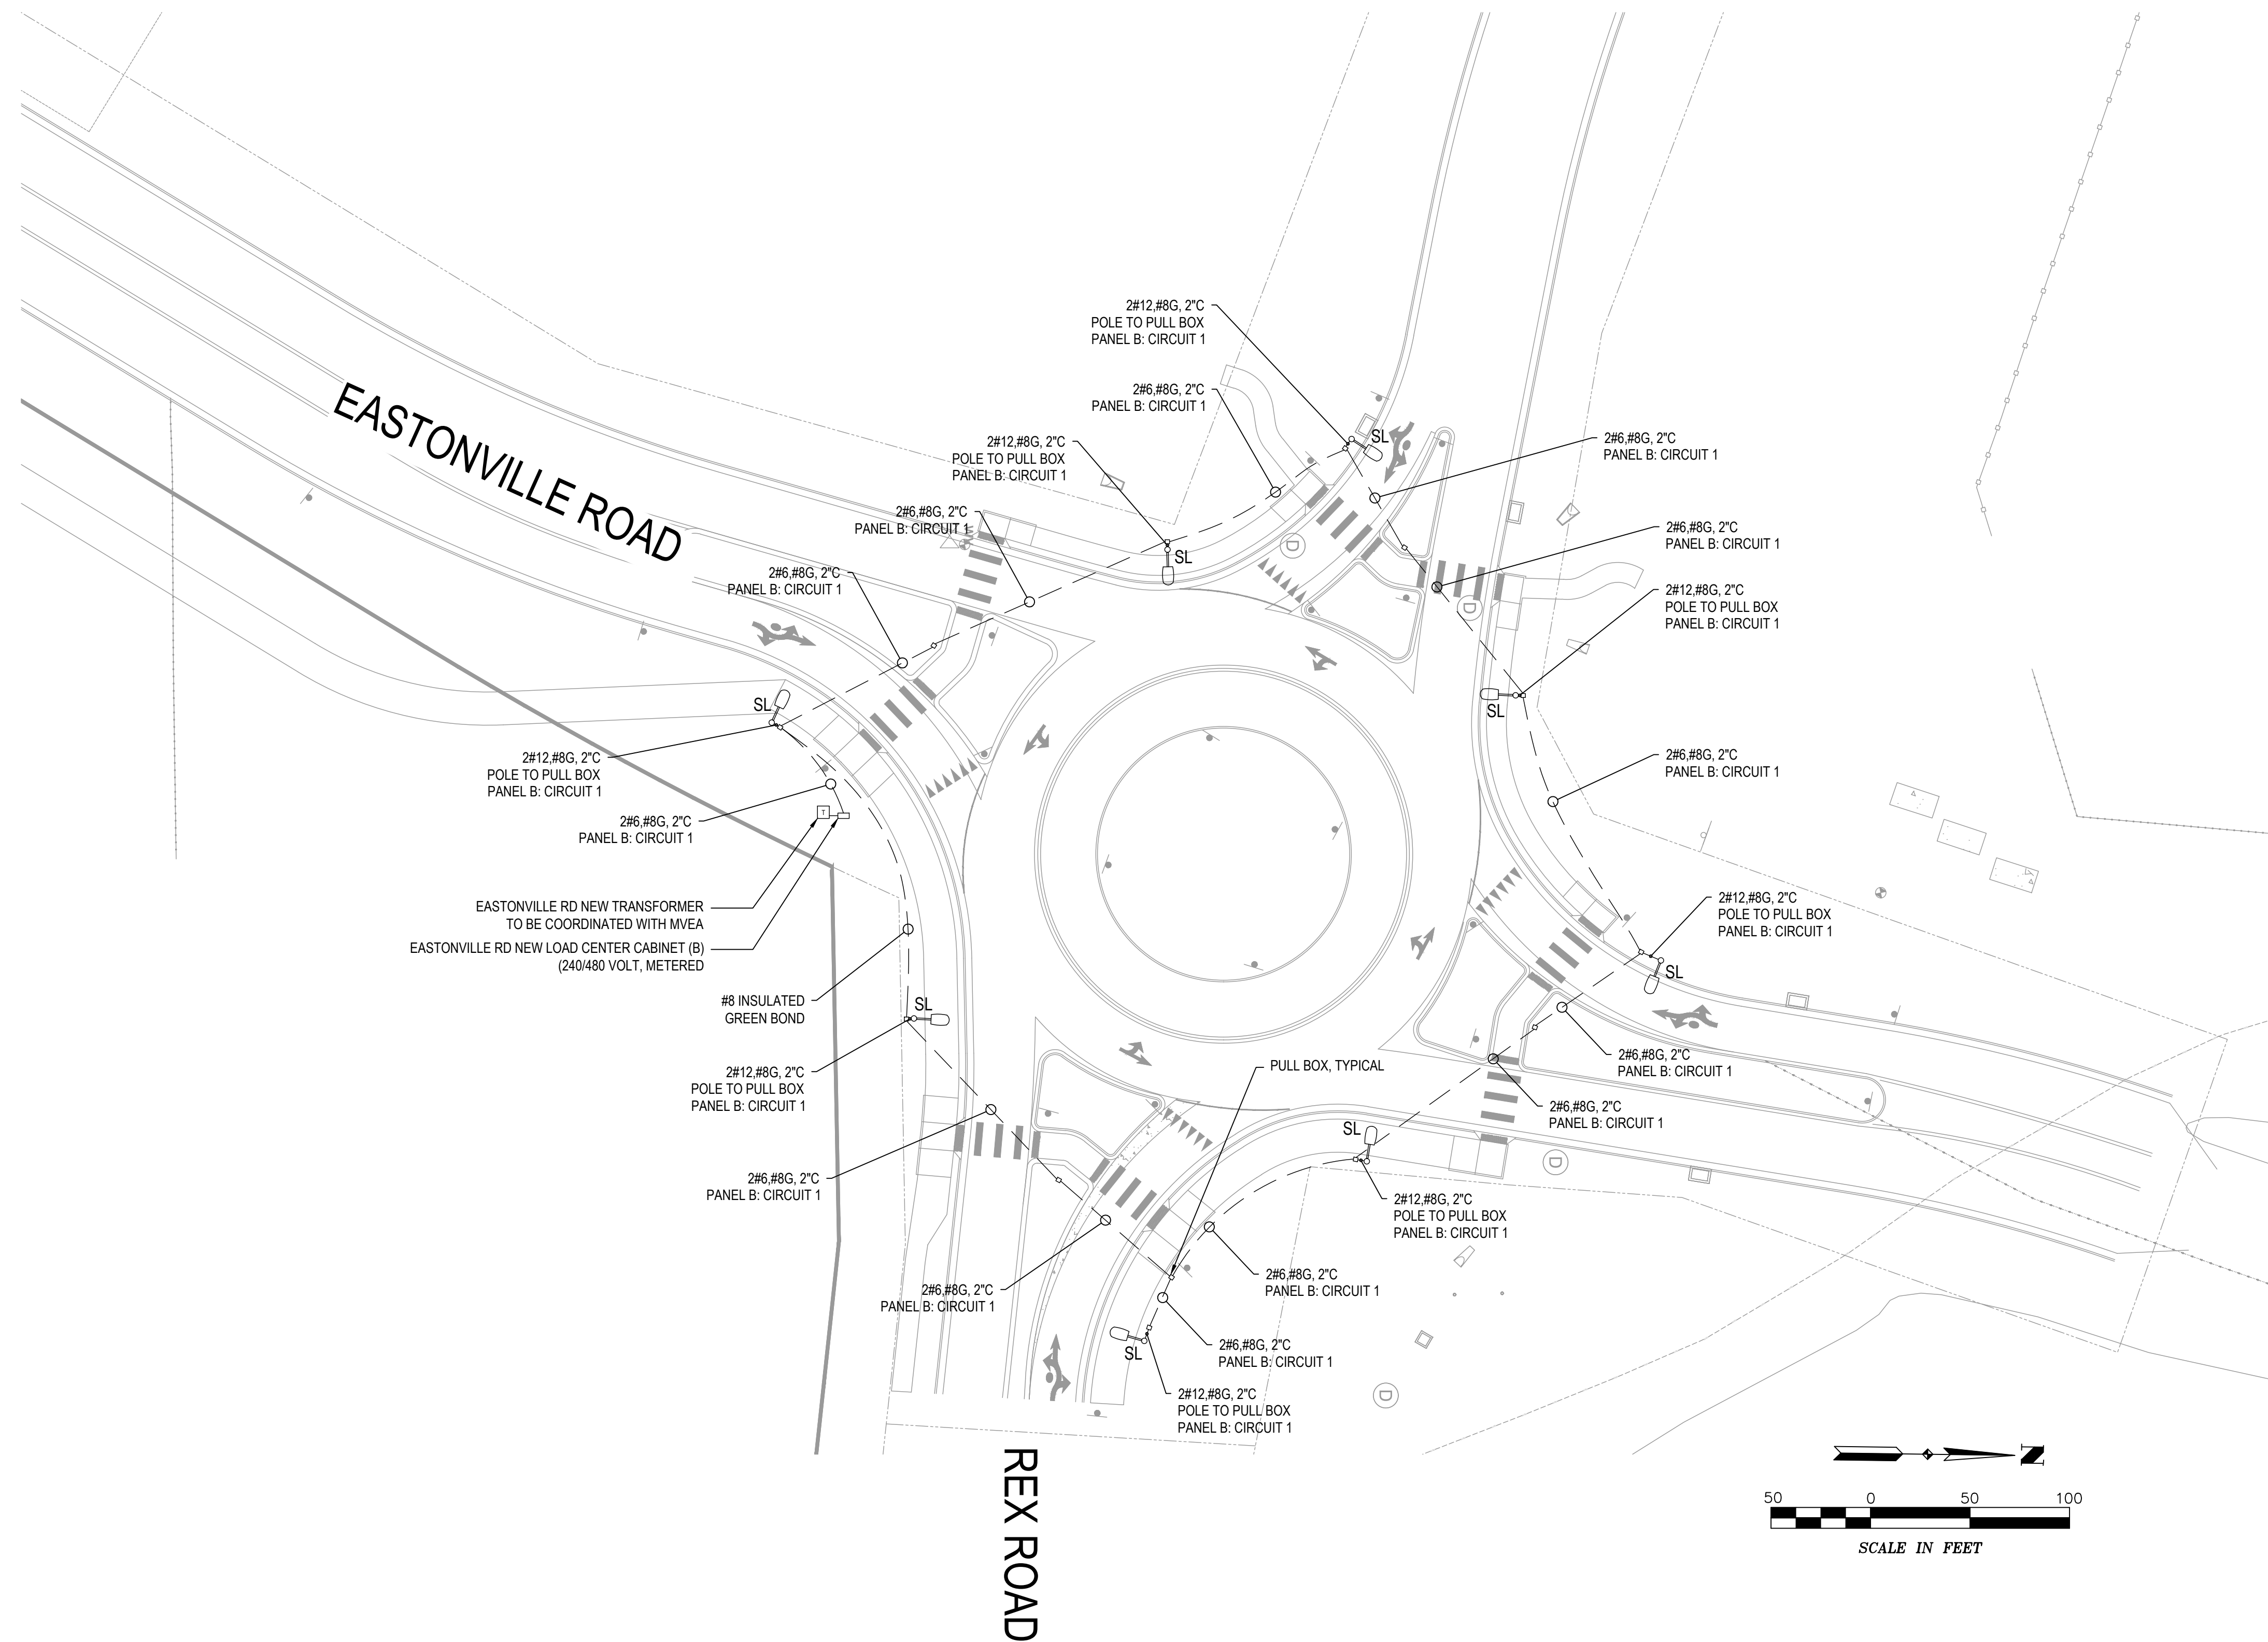 2#12,#8G, 2"C
POLE TO PULL BOX
PANEL B: CIRCUIT 1
2#6,#8G, 2"C
PANEL B: CIRCUIT 1
SL
2#12,#8G, 2"C
POLE TO PULL BOX
PANEL B: CIRCUIT 1
2#6,#8G, 2"C
PANEL B: CIRCUIT 1
EASTONVILLE ROAD
2#6,#8G, 2"C
PANEL B: CIRCUIT 1
D
SL
2#6,#8G, 2"C
PANEL B: CIRCUIT 1
2#6,#8G, 2"C
PANEL B: CIRCUIT 1
D
2#12,#8G, 2"C
POLE TO PULL BOX
PANEL B: CIRCUIT 1
SL
SL
2#12,#8G, 2"C
POLE TO PULL BOX
PANEL B: CIRCUIT 1
2#6,#8G, 2"C
PANEL B: CIRCUIT 1
2#6,#8G, 2"C
PANEL B: CIRCUIT 1
T
EASTONVILLE RD NEW TRANSFORMER
TO BE COORDINATED WITH MVEA
EASTONVILLE RD NEW LOAD CENTER CABINET (B)
(240/480 VOLT, METERED
2#12,#8G, 2"C
POLE TO PULL BOX
PANEL B: CIRCUIT 1
SL
#8 INSULATED
GREEN BOND
SL
2#12,#8G, 2"C
POLE TO PULL BOX
PANEL B: CIRCUIT 1
PULL BOX, TYPICAL
2#6,#8G, 2"C
PANEL B: CIRCUIT 1
2#6,#8G, 2"C
PANEL B: CIRCUIT 1
SL
D
2#6,#8G, 2"C
PANEL B: CIRCUIT 1
2#12,#8G, 2"C
POLE TO PULL BOX
PANEL B: CIRCUIT 1
2#6,#8G, 2"C
PANEL B: CIRCUIT 1
2#6,#8G, 2"C
PANEL B: CIRCUIT 1
2#6,#8G, 2"C
PANEL B: CIRCUIT 1
SL
2#12,#8G, 2"C
POLE TO PULL BOX
PANEL B: CIRCUIT 1
D
REX ROAD
N
50 0 50 100
SCALE IN FEET